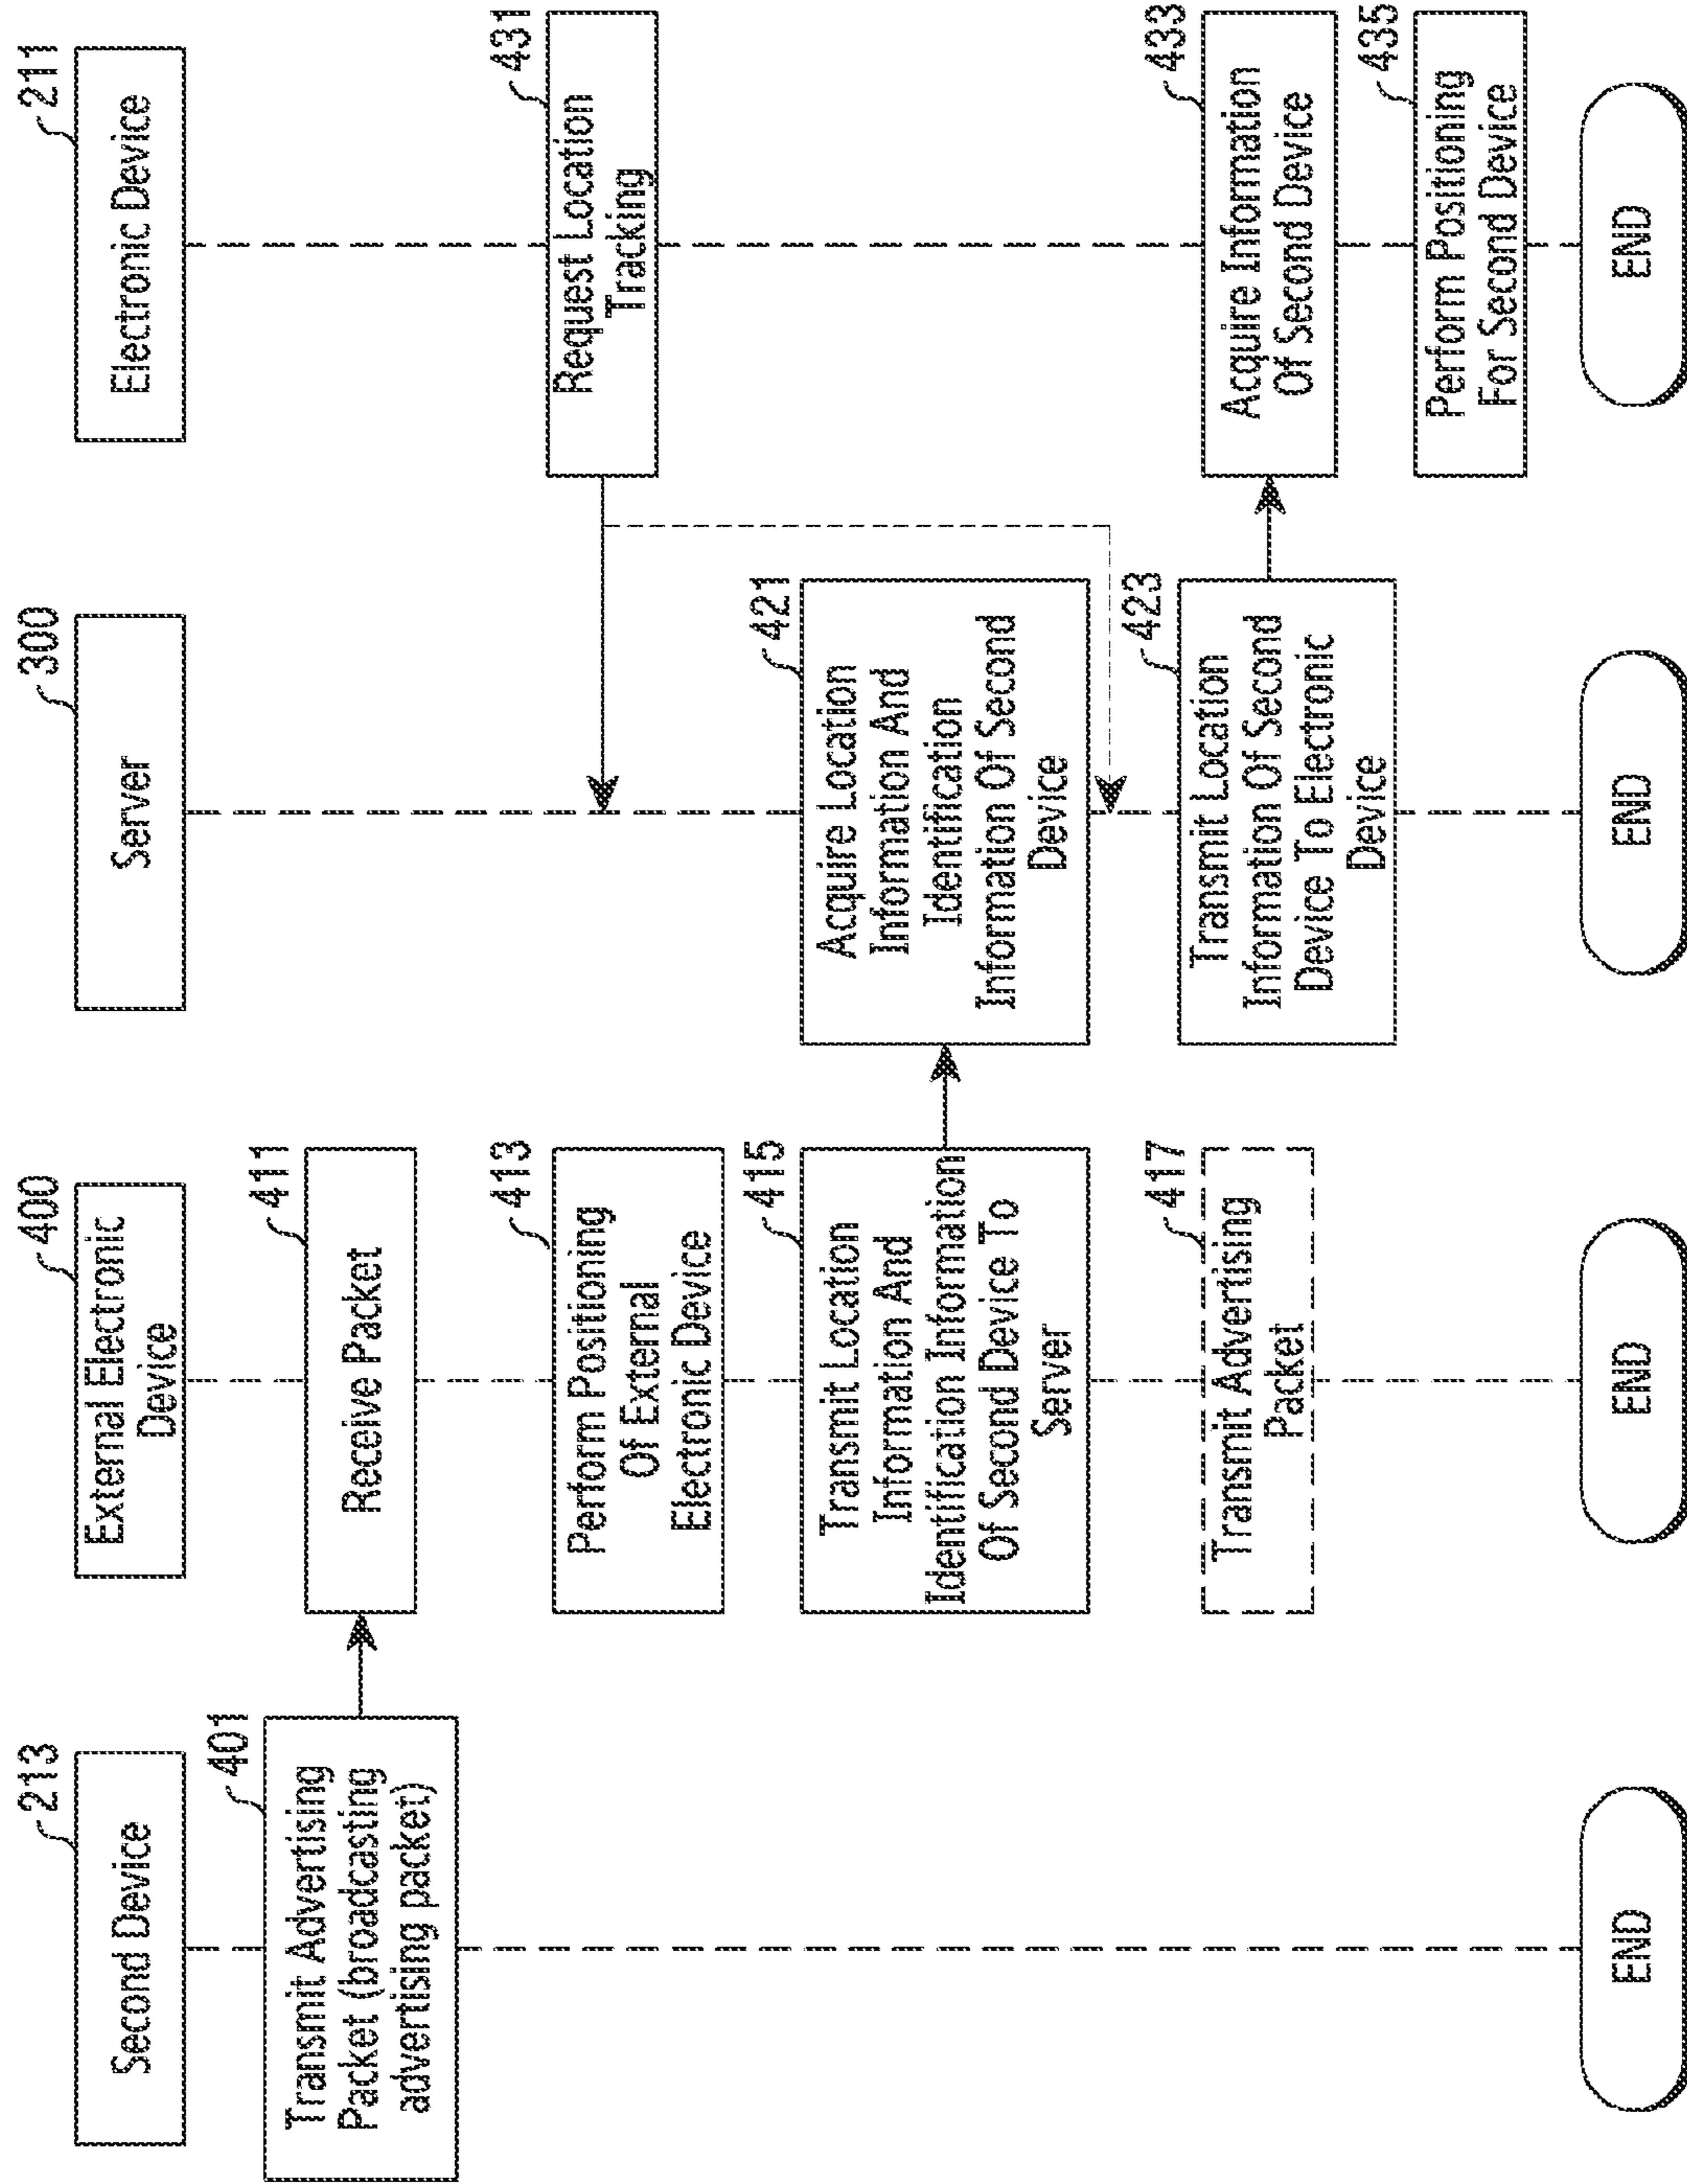 213
Second Device
401
Transmit Advertising
Packet (broadcasting
advertising packet)
END
400
External Electronic
Device
411
Receive Packet
413
Perform Positioning
Of External
Electronic Device
415
Transmit Location
Information And
Identification Information
Of Second Device To
Server
417
Transmit Advertising
Packet
END
300
Server
421
Acquire Location
Information And
Identification
Information Of Second
Device
423
Transmit Location
Information Of Second
Device To Electronic
Device
END
211
Electronic Device
431
Request Location
Tracking
433
Acquire Information
Of Second Device
435
Perform Positioning
For Second Device
END